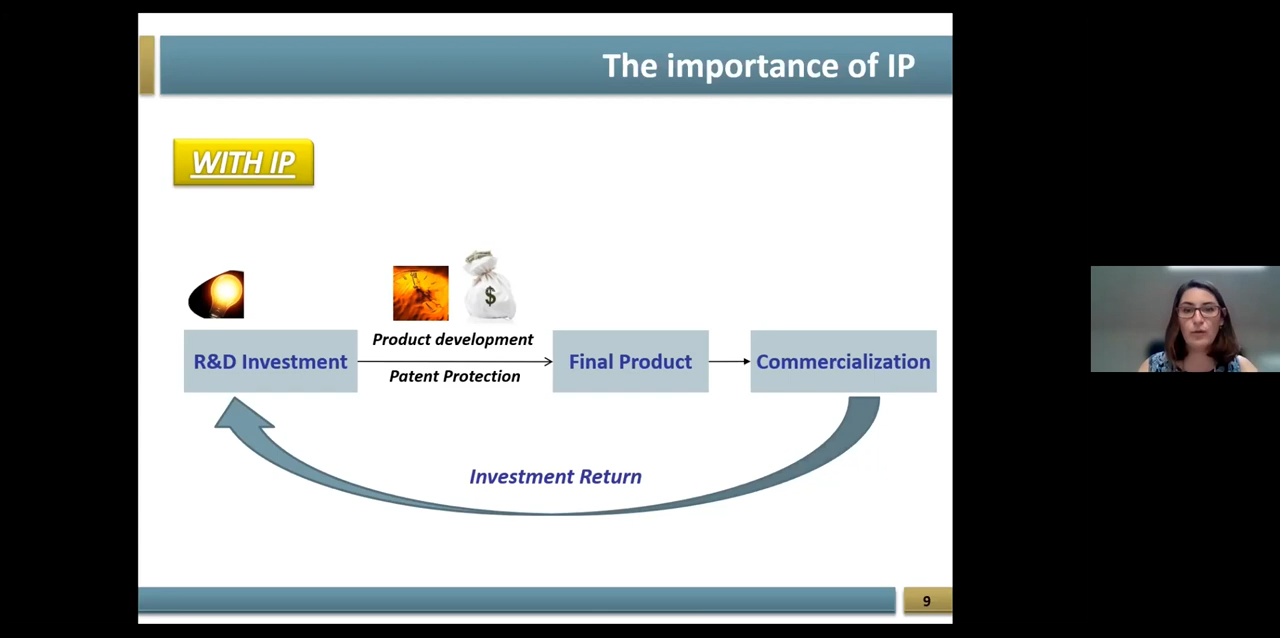 The importance of IP
WITH IP
$
Product development
R&D Investment
Patent Protection
Final Product
Commercialization
Investment Return
9